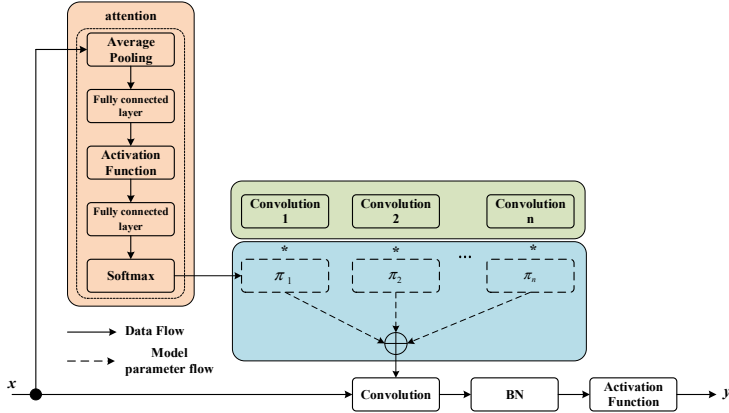 attention
Average
Pooling
Fully connected
layer
Activation
Function
Fully connected
layer
Softmax
Convolution
1
Convolution
2
Convolution
n
* * ... *
π1 π2 πn
Data Flow
Model
parameter flow
x
Convolution
BN
Activation
Function
y